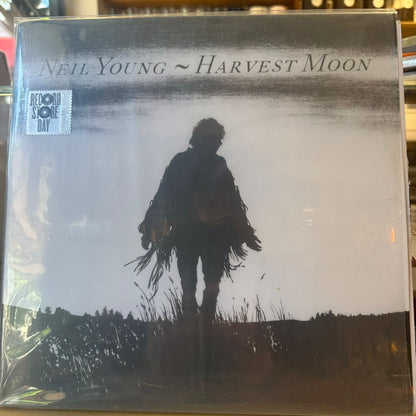 NEIL YOUNG ~ HARVEST MOON
RECORD
STORE
DAY